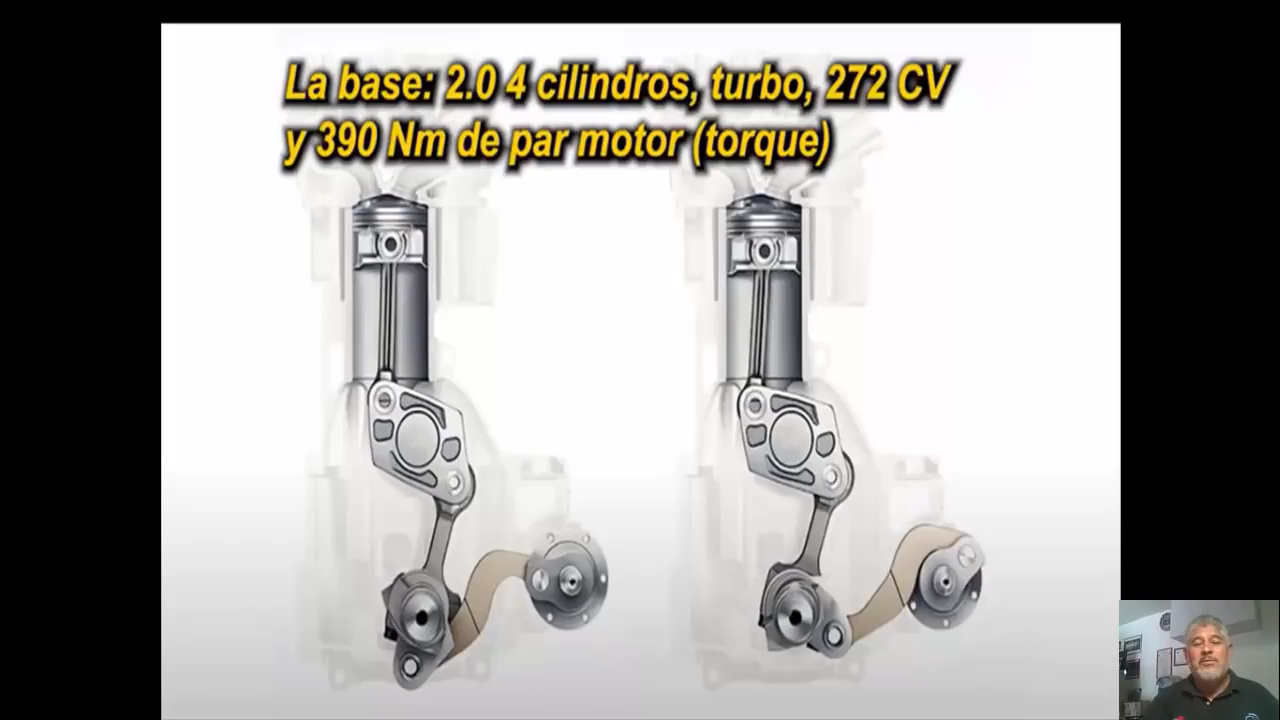 La base: 2.0 4 cilindros, turbo, 272 CV
y 390 Nm de par motor (torque)